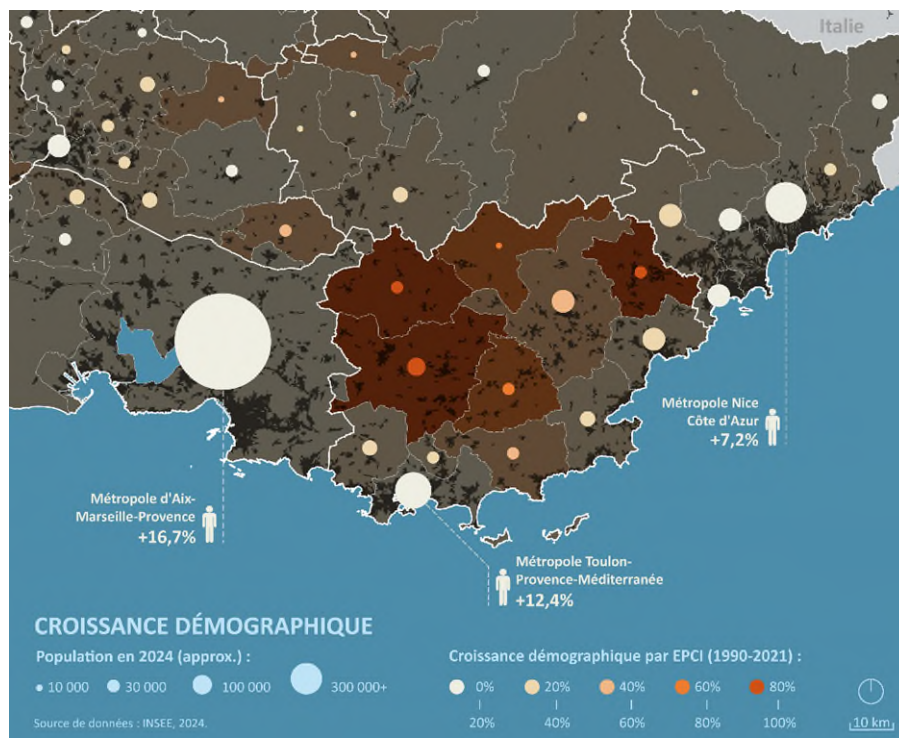 Italie
Métropole Nice
Côte d'Azur
+7,2%
Métropole d'Aix-
Marseille-Provence
+16,7%
Métropole Toulon-
Provence-Méditerranée
+12,4%
CROISSANCE DÉMOGRAPHIQUE
Population en 2024 (approx.) :
10 000 30 000 100 000 300 000+
Source de données : INSEE, 2024.
Croissance démographique par EPCI (1990-2021) :
0% 20% 40% 60% 80%
20% 40% 60% 80% 100%
10 km